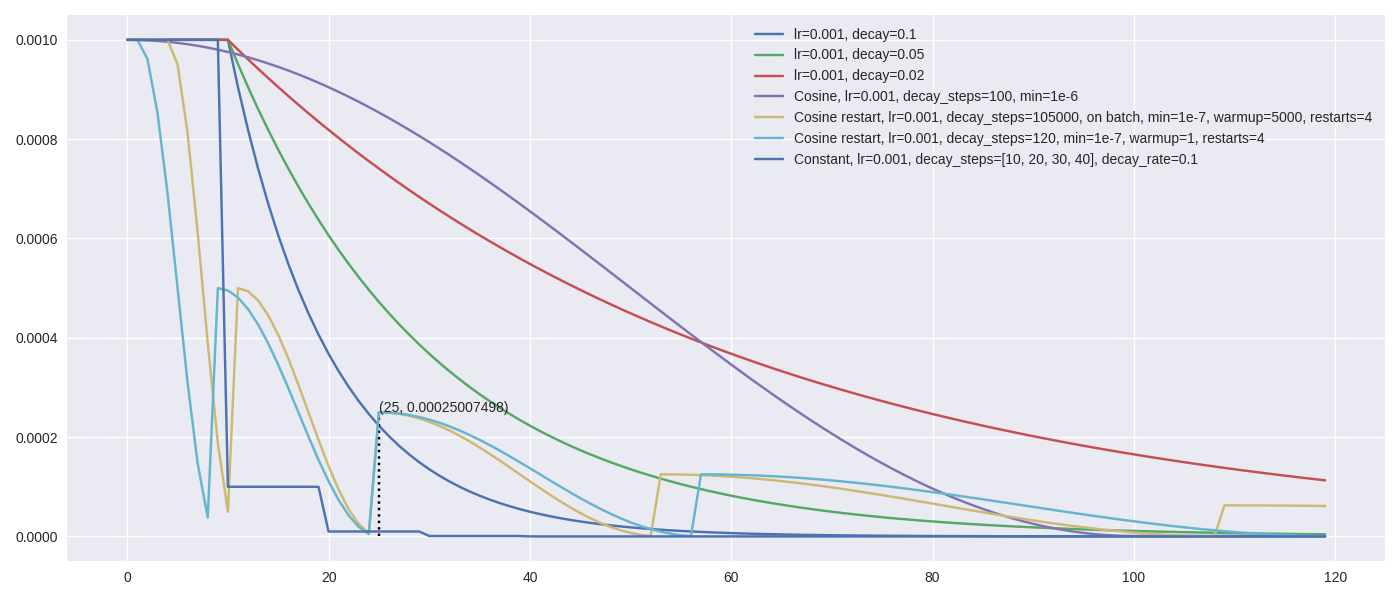 0.0010
0.0008
0.0006
0.0004
0.0002
0.0000
lr=0.001, decay=0.1
lr=0.001, decay=0.05
lr=0.001, decay=0.02
Cosine, lr=0.001, decay_steps=100, min=1e-6
Cosine restart, lr=0.001, decay_steps=105000, on batch, min=1e-7, warmup=5000, restarts=4
Cosine restart, lr=0.001, decay_steps=120, min=1e-7, warmup=1, restarts=4
Constant, lr=0.001, decay_steps=[10, 20, 30, 40], decay_rate=0.1
(25, 0.00025007498)
0 20 40 60 80 100 120